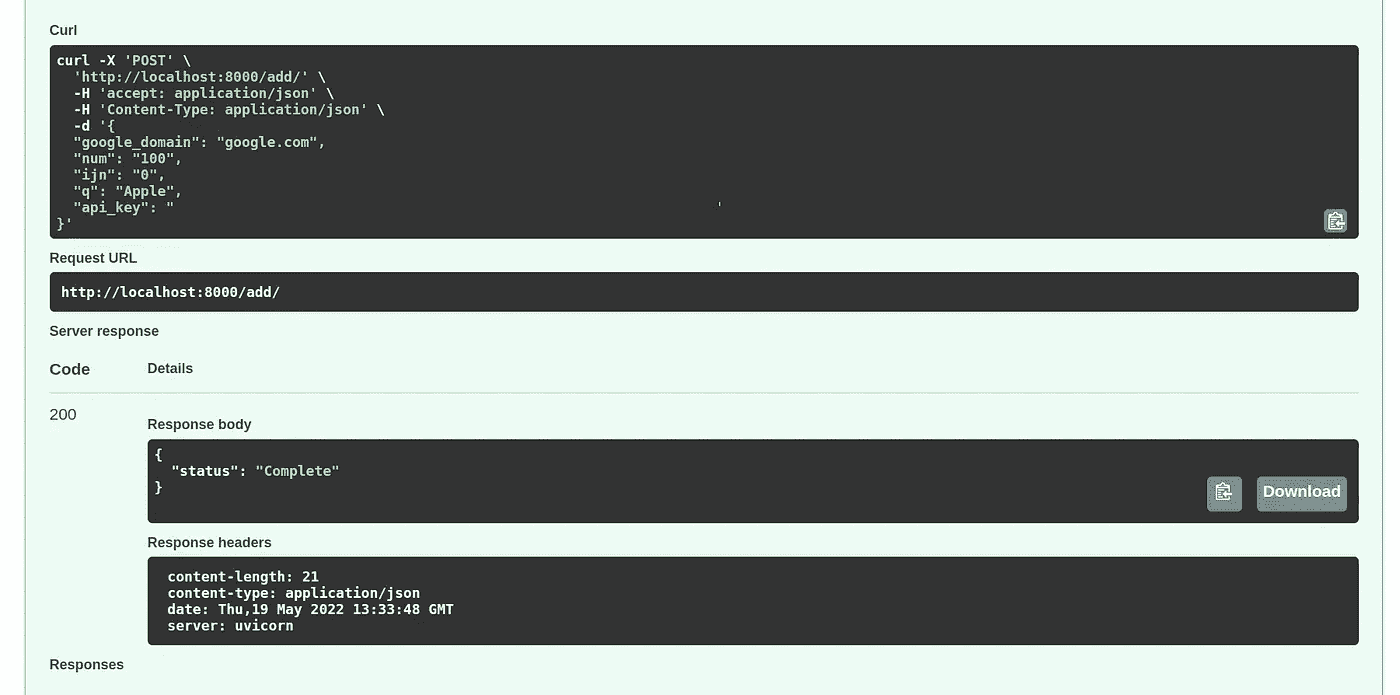 Curl
curl -X 'POST' \
'http://localhost:8000/add/' \
-H 'accept: application/json' \
-H 'Content-Type: application/json' \
-d '{
"google_domain": "google.com",
"num": "100",
"ijn": "0",
"q": "Apple",
"api_key": " '
}'
Request URL
http://localhost:8000/add/
Server response
Code Details
200
Response body
{
"status": "Complete"
}
Download
Response headers
content-length: 21
content-type: application/json
date: Thu,19 May 2022 13:33:48 GMT
server: uvicorn
Responses